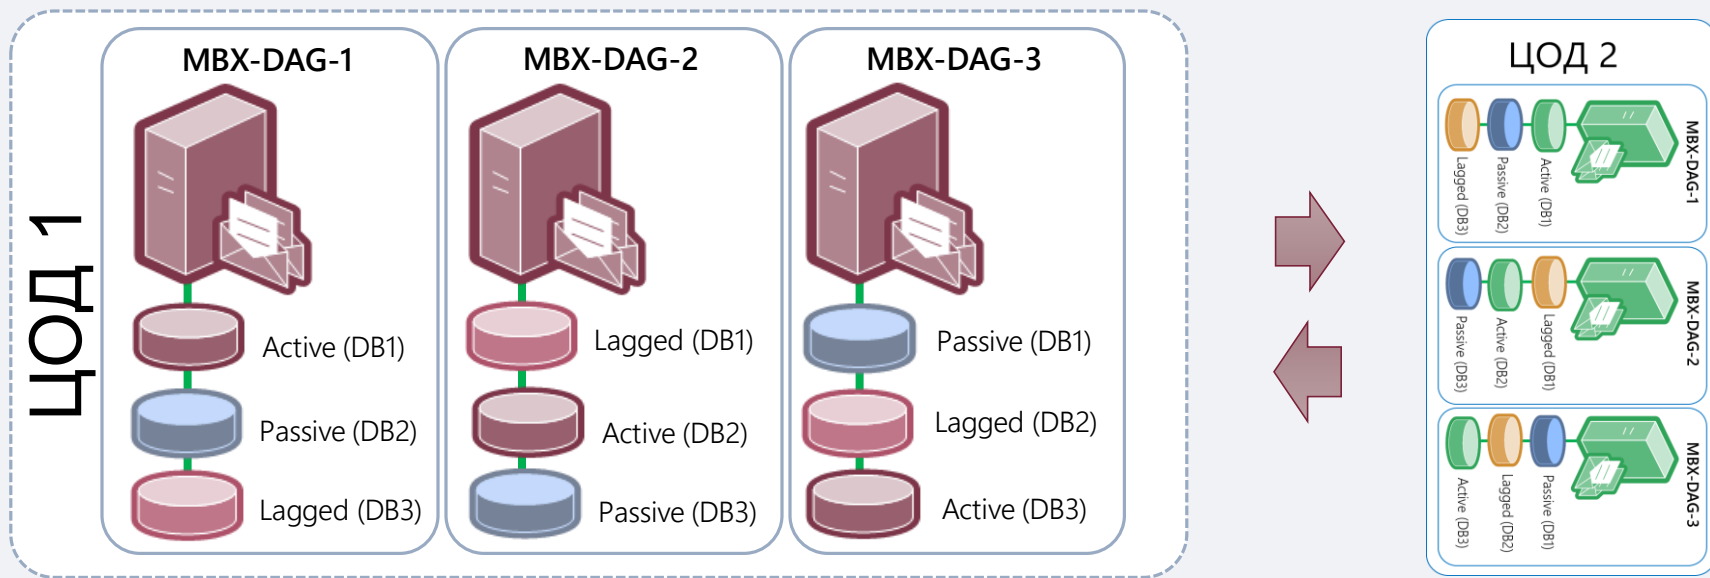 ЦОД 1
MBX-DAG-1
Active (DB1)
Passive (DB2)
Lagged (DB3)
MBX-DAG-2
Lagged (DB1)
Active (DB2)
Passive (DB3)
MBX-DAG-3
Passive (DB1)
Lagged (DB2)
Active (DB3)
ЦОД 2
MBX-DAG-1
Active (DB1)
Passive (DB2)
Lagged (DB3)
MBX-DAG-2
Lagged (DB1)
Active (DB2)
Passive (DB3)
MBX-DAG-3
Passive (DB1)
Lagged (DB2)
Active (DB3)